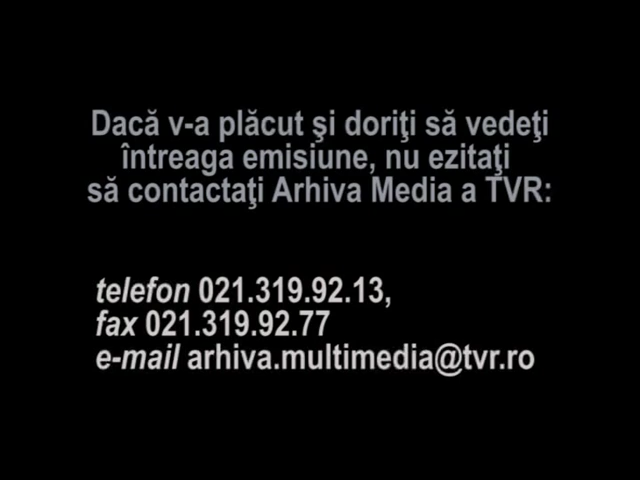 Dacă v-a plăcut şi doriţi să vedeţi
întreaga emisiune, nu ezitaţi
să contactaţi Arhiva Media a TVR:
telefon 021.319.92.13,
fax 021.319.92.77
e-mail arhiva.multimedia@tvr.ro